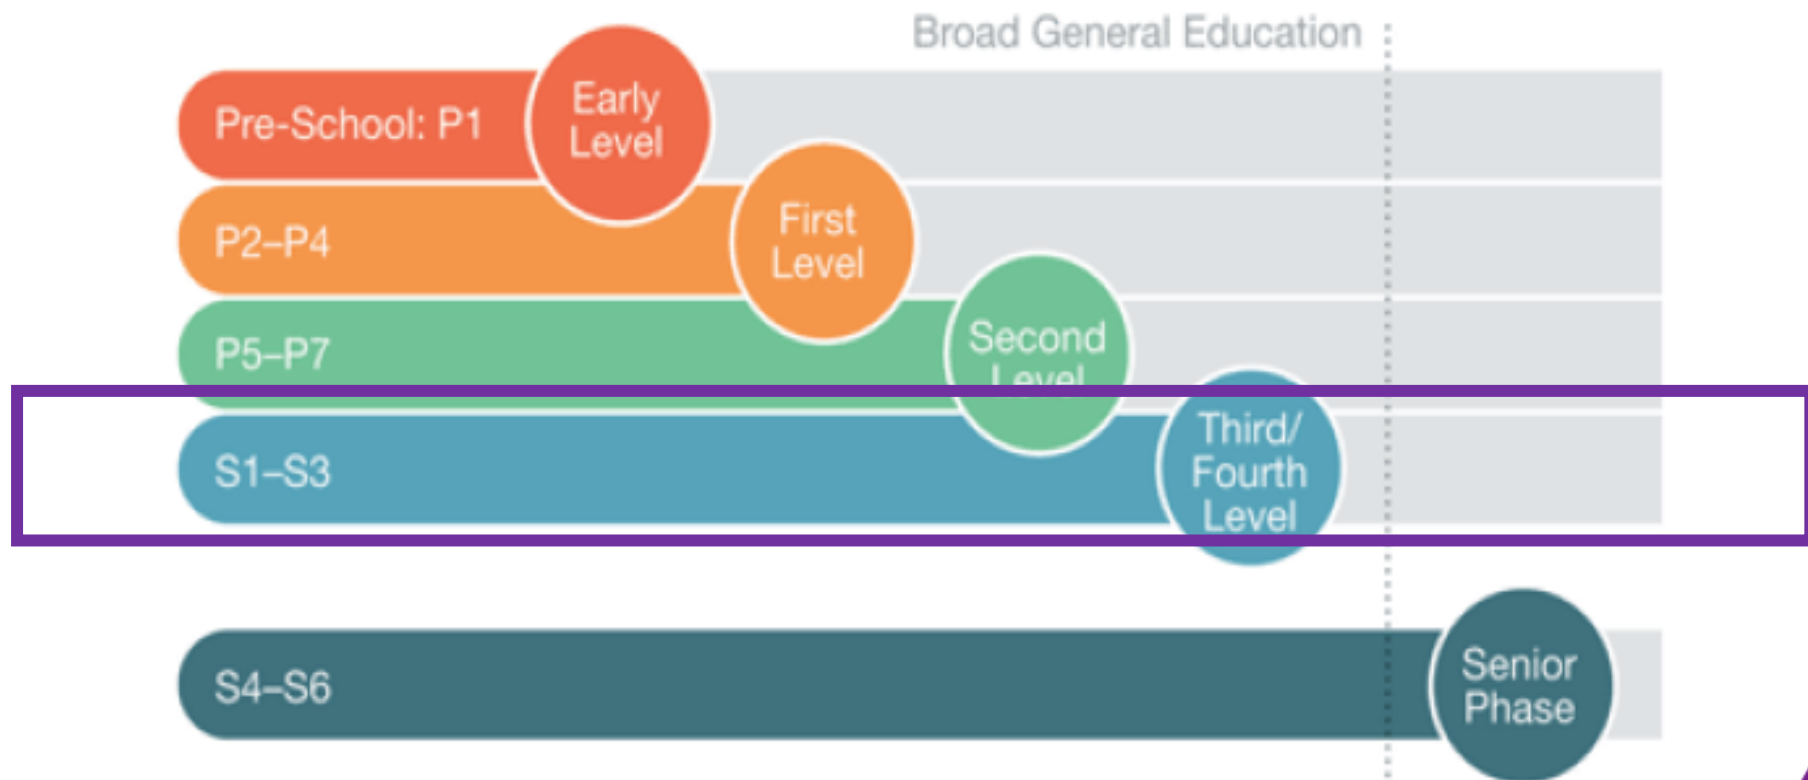 Broad General Education
Pre-School: P1
Early
Level
P2–P4
First
Level
P5–P7
Second
Level
S1–S3
Third/
Fourth
Level
S4–S6
Senior
Phase